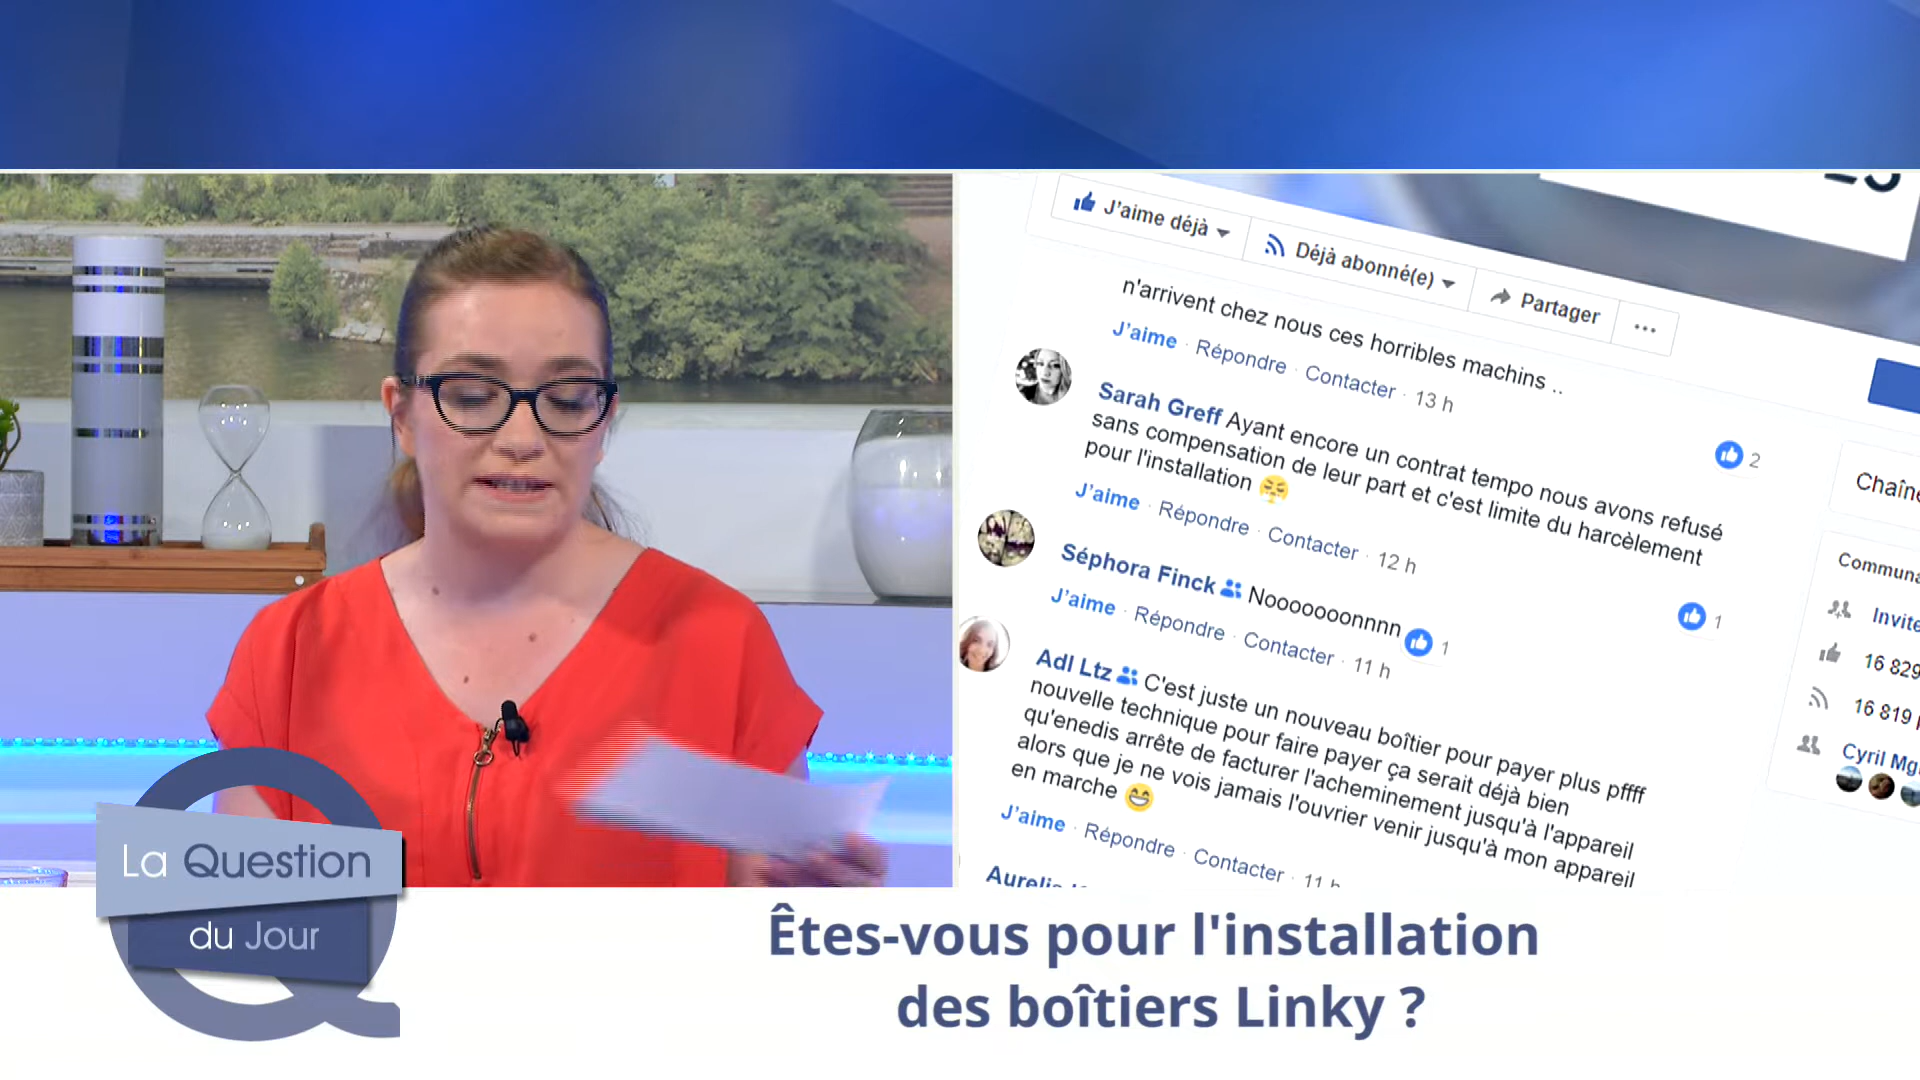 J'aime déjà
Déjà abonné(e)
Partager
n'arrivent chez nous ces horribles machins ..
J'aime · Répondre · Contacter · 13 h
2
Sarah Greff Ayant encore un contrat tempo nous avons refusé
sans compensation de leur part et c'est limite du harcèlement
pour l'installation
J'aime · Répondre · Contacter · 12 h
1
Séphora Finck Nooooooonnnn
1
J'aime · Répondre · Contacter · 11 h
Adl Ltz C'est juste un nouveau boîtier pour payer plus pffff
nouvelle technique pour faire payer ça serait déjà bien
qu'enedis arrête de facturer l'acheminement jusqu'à l'appareil
alors que je ne vois jamais l'ouvrier venir jusqu'à mon appareil
en marche
J'aime · Répondre · Contacter · 11 h
16 829
16 819
Cyril
La Question
du Jour
Êtes-vous pour l'installation
des boîtiers Linky ?